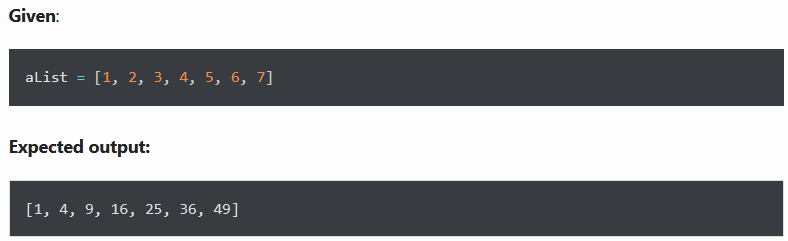 Given:
aList = [1, 2, 3, 4, 5, 6, 7]
Expected output:
[1, 4, 9, 16, 25, 36, 49]